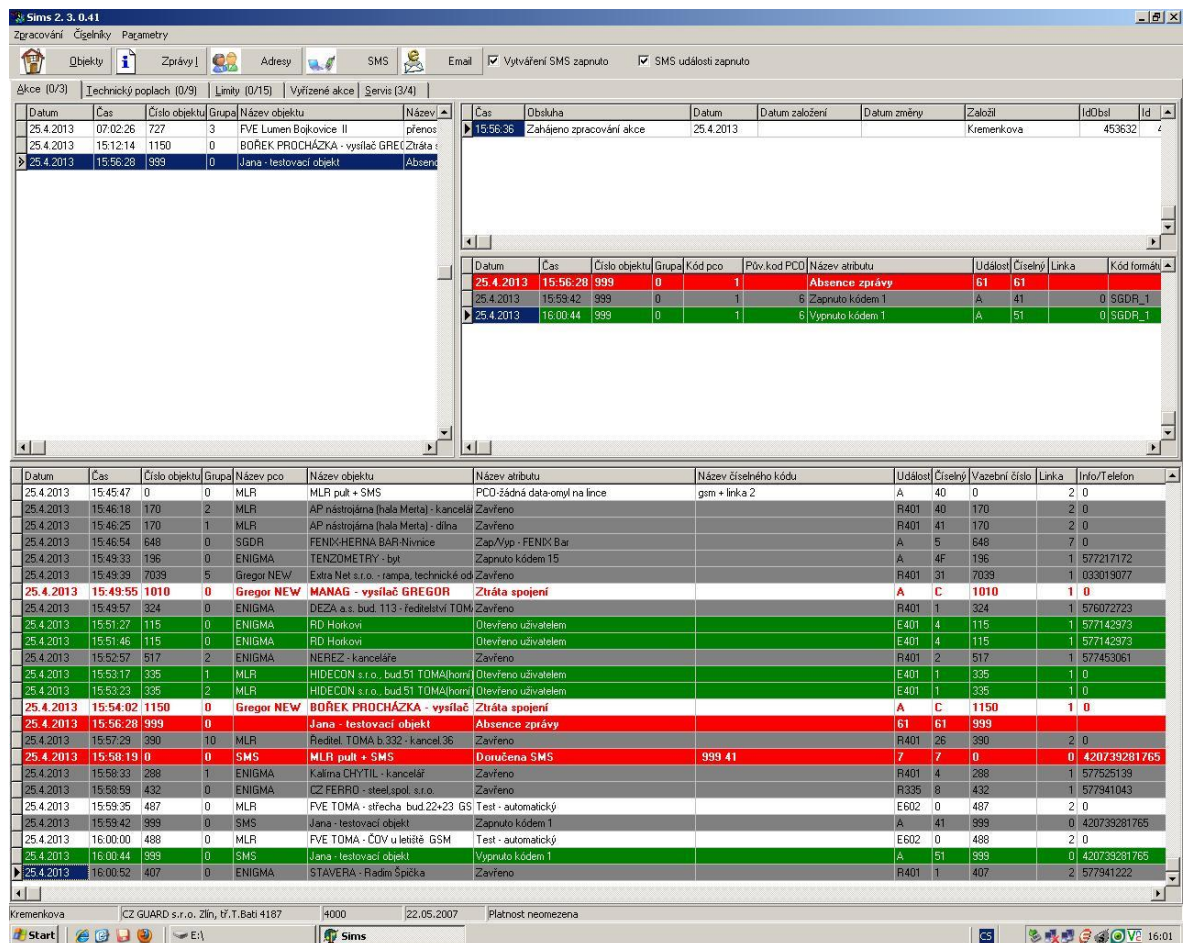 Sims 2. 3. 0.41
Zpracování Číselníky Parametry
Objekty Zprávy! Adresy SMS Email Vytváření SMS zapnuto SMS události zapnuto
Akce (0/3) Technický poplach (0/9) Limity (0/15) Vyřízené akce Servis (3/4)
Datum Čas Číslo objektu Grupa Název objektu Název
25.4.2013 07:02:26 727 3 FVE Lumen Bojkovice II přenos
25.4.2013 15:12:14 1150 0 BOŘEK PROCHÁZKA - vysílač GREG Ztráta s
25.4.2013 15:56:28 999 0 Jana - testovací objekt Absenc
Čas Obsluha Datum Datum založení Datum změny Založil IdObsl Id
15:56:36 Zahájeno zpracování akce 25.4.2013 Kremenkova 453632 4
Datum Čas Číslo objektu Grupa Kód pco Pův.kod PCO Název atributu Událost Číselný Linka Kód formátu
25.4.2013 15:56:28 999 0 1 Absence zprávy 61 61
25.4.2013 15:59:42 999 0 1 6 Zapnuto kódem 1 A 41 0 SGDR_1
25.4.2013 16:00:44 999 0 1 6 Vypnuto kódem 1 A 51 0 SGDR_1
Datum Čas Číslo objektu Grupa Název pco Název objektu Název atributu Název číselného kódu Událost Číselný Vazební číslo Linka Info/Telefon
25.4.2013 15:45:47 0 0 MLR MLR pult + SMS PCO-žádná data-omyl na lince gsm + linka 2 A 40 0 2 0
25.4.2013 15:46:18 170 2 MLR AP nástrojárna (hala Merta) - kancelář Zavřeno R401 40 170 2 0
25.4.2013 15:46:25 170 1 MLR AP nástrojárna (hala Merta) - dílna Zavřeno R401 41 170 2 0
25.4.2013 15:46:54 648 0 SGDR FENIX-HERNA BAR-Nivnice Zap/Vyp - FENIX Bar A 5 648 7 0
25.4.2013 15:49:33 196 0 ENIGMA TENZOMETRY - byt Zapnuto kódem 15 A 4F 196 1 577217172
25.4.2013 15:49:39 7039 5 Gregor NEW Extra Net s.r.o. - rampa, technické od Zavřeno R401 31 7039 1 033019077
25.4.2013 15:49:55 1010 0 Gregor NEW MANAG - vysílač GREGOR Ztráta spojení A C 1010 1 0
25.4.2013 15:49:57 324 0 ENIGMA DEZA a.s. bud. 113 - ředitelství TOMA Zavřeno R401 1 324 1 576072723
25.4.2013 15:51:27 115 0 ENIGMA RD Horkovi Otevřeno uživatelem E401 4 115 1 577142973
25.4.2013 15:51:46 115 0 ENIGMA RD Horkovi Otevřeno uživatelem E401 4 115 1 577142973
25.4.2013 15:52:57 517 2 ENIGMA NEREZ - kanceláře Zavřeno R401 2 517 1 577453061
25.4.2013 15:53:17 335 1 MLR HIDECON s.r.o., bud.51 TOMA(horní) Otevřeno uživatelem E401 1 335 1 0
25.4.2013 15:53:23 335 2 MLR HIDECON s.r.o., bud.51 TOMA(horní) Otevřeno uživatelem E401 1 335 1 0
25.4.2013 15:54:02 1150 0 Gregor NEW BOŘEK PROCHÁZKA - vysílač Ztráta spojení A C 1150 1 0
25.4.2013 15:56:28 999 0 Jana - testovací objekt Absence zprávy 61 61 999
25.4.2013 15:57:29 390 10 MLR Ředitel. TOMA b.332 - kancel.36 Zavřeno R401 26 390 2 0
25.4.2013 15:58:19 0 0 SMS MLR pult + SMS Doručena SMS 999 41 7 7 0 0 420739281765
25.4.2013 15:58:33 288 1 ENIGMA Kalírna CHYTIL - kancelář Zavřeno R401 4 288 1 577525139
25.4.2013 15:58:59 432 0 ENIGMA CZ FERRO - steel,spol. s.r.o. Zavřeno R335 8 432 1 577941043
25.4.2013 15:59:35 487 0 MLR FVE TOMA - střecha bud.22+23 GS Test - automatický E602 0 487 2 0
25.4.2013 15:59:42 999 0 SMS Jana - testovací objekt Zapnuto kódem 1 A 41 999 0 420739281765
25.4.2013 16:00:00 488 0 MLR FVE TOMA - ČOV u letiště GSM Test - automatický E602 0 488 2 0
25.4.2013 16:00:44 999 0 SMS Jana - testovací objekt Vypnuto kódem 1 A 51 999 0 420739281765
25.4.2013 16:00:52 407 0 ENIGMA STAVERA - Radim Špička Zavřeno R401 1 407 2 577941222
Kremenkova CZ GUARD s.r.o. Zlín, tř.T.Bati 4187 4000 22.05.2007 Platnost neomezena
Start E:\ Sims CS 16:01